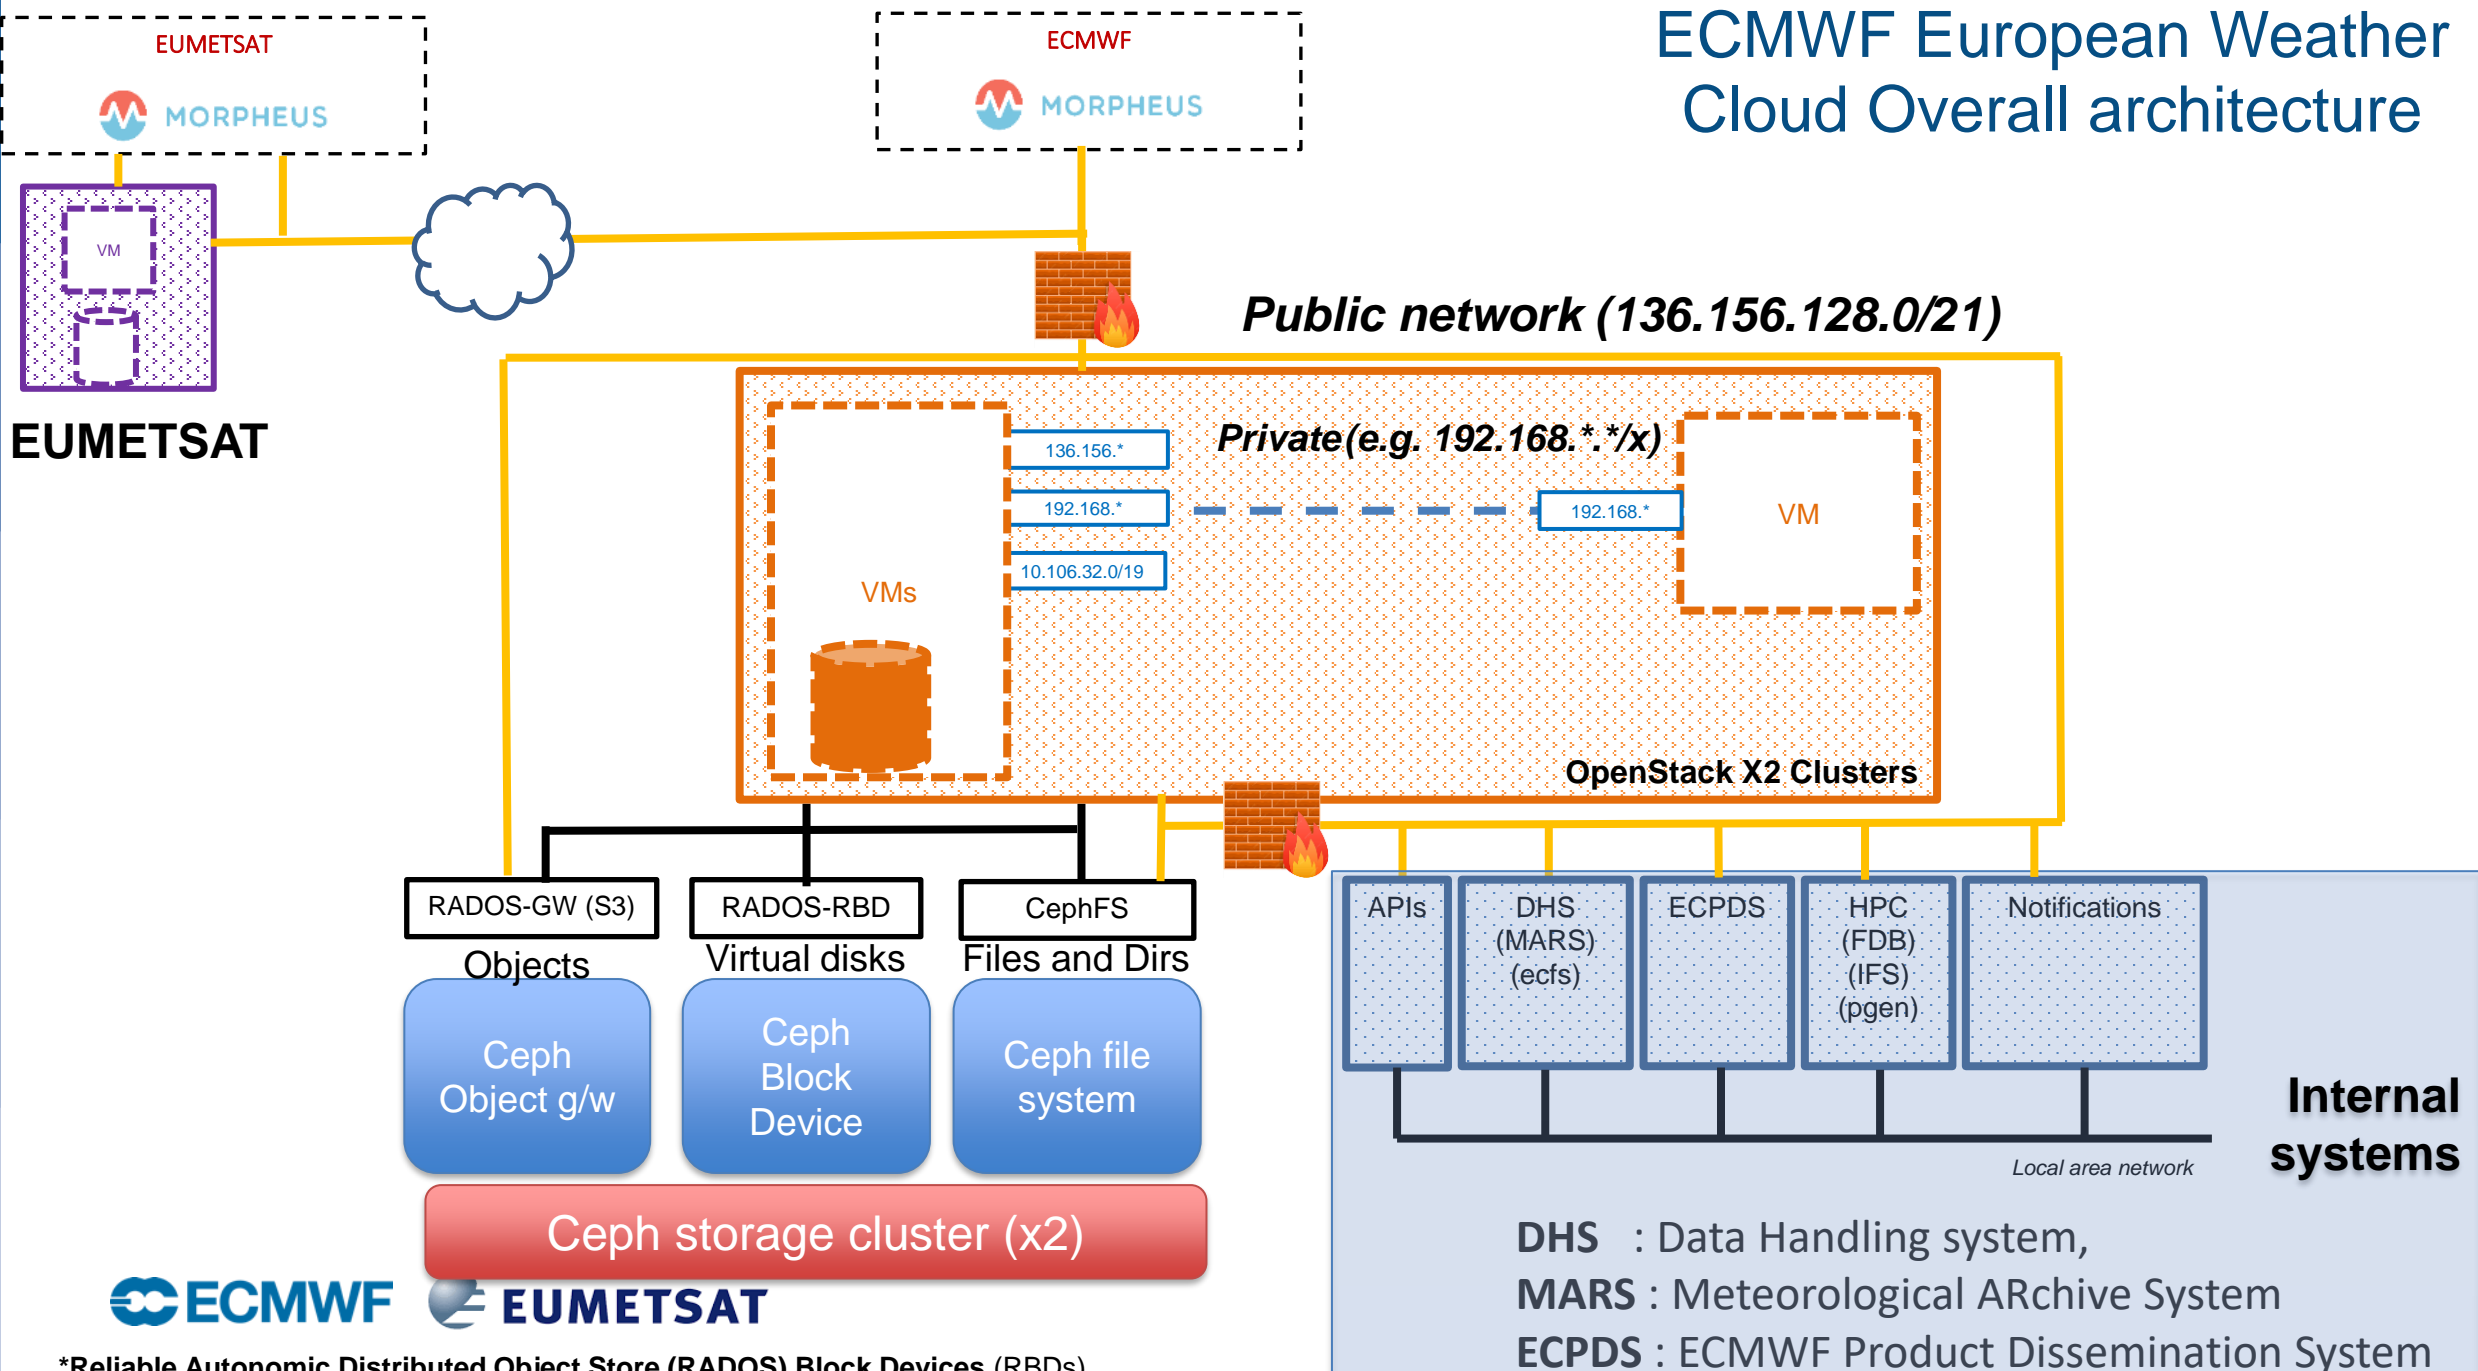 ECMWF European Weather
Cloud Overall architecture
EUMETSAT
MORPHEUS
ECMWF
MORPHEUS
VM
EUMETSAT
Public network (136.156.128.0/21)
136.156.*
Private(e.g. 192.168.*.*/x)
192.168.*
192.168.*
VM
10.106.32.0/19
VMs
OpenStack X2 Clusters
RADOS-GW (S3)
RADOS-RBD
CephFS
Objects
Virtual disks
Files and Dirs
Ceph
Object g/w
Ceph
Block
Device
Ceph file
system
Ceph storage cluster (x2)
APIs
DHS
(MARS)
(ecfs)
ECPDS
HPC
(FDB)
(IFS)
(pgen)
Notifications
Internal
systems
Local area network
DHS : Data Handling system,
MARS : Meteorological ARchive System
ECPDS : ECMWF Product Dissemination System
ECMWF
EUMETSAT
*Reliable Autonomic Distributed Object Store (RADOS) Block Devices (RBDs)